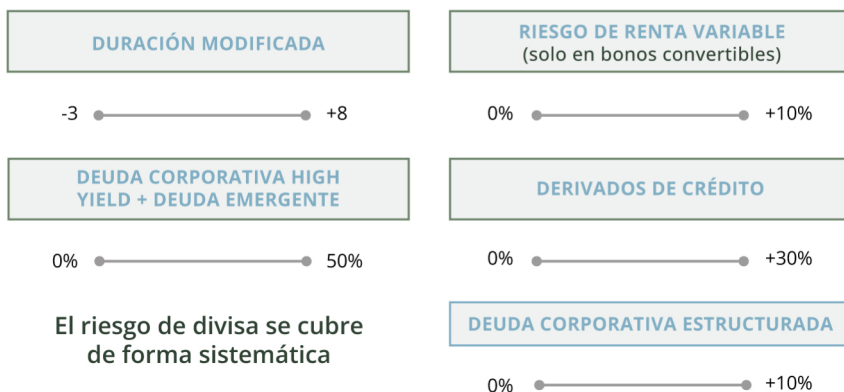 DURACIÓN MODIFICADA
-3 +8
RIESGO DE RENTA VARIABLE
(solo en bonos convertibles)
0% +10%
DEUDA CORPORATIVA HIGH
YIELD + DEUDA EMERGENTE
0% 50%
DERIVADOS DE CRÉDITO
0% +30%
El riesgo de divisa se cubre
de forma sistemática
DEUDA CORPORATIVA ESTRUCTURADA
0% +10%